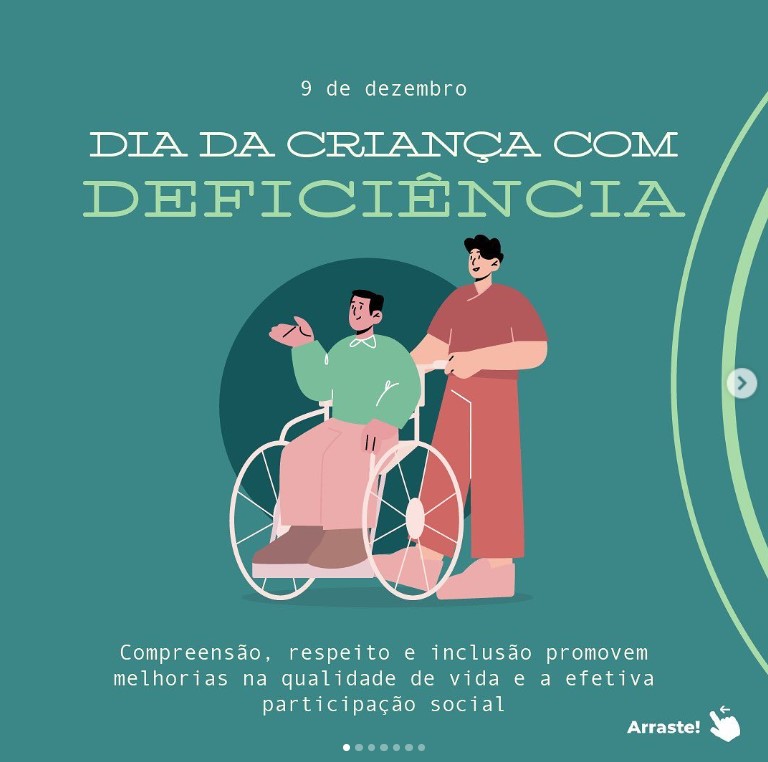 9 de dezembro
DIA DA CRIANÇA COM
DEFICIÊNCIA
Compreensão, respeito e inclusão promovem
melhorias na qualidade de vida e a efetiva
participação social
Arraste!